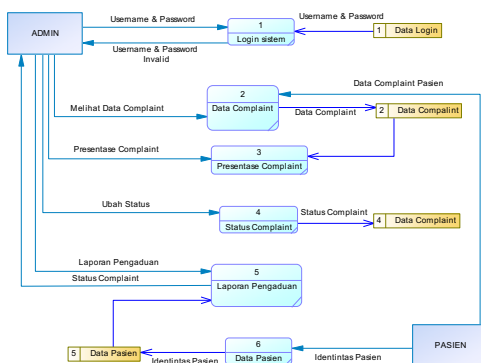 Username & Password
Username & Password
1
Login sistem
1 Data Login
ADMIN
Username & Password
Invalid
Data Complaint Pasien
2
Data Complaint
Melihat Data Complaint
Data Complaint
2 Data Compalint
Presentase Complaint
3
Presentase Complaint
Ubah Status
4
Status Complaint
Status Complaint
4 Data Complaint
Laporan Pengaduan
Status Complaint
5
Laporan Pengaduan
5 Data Pasien
Identintas Pasien
6
Data Pasien
Identintas Pasien
PASIEN